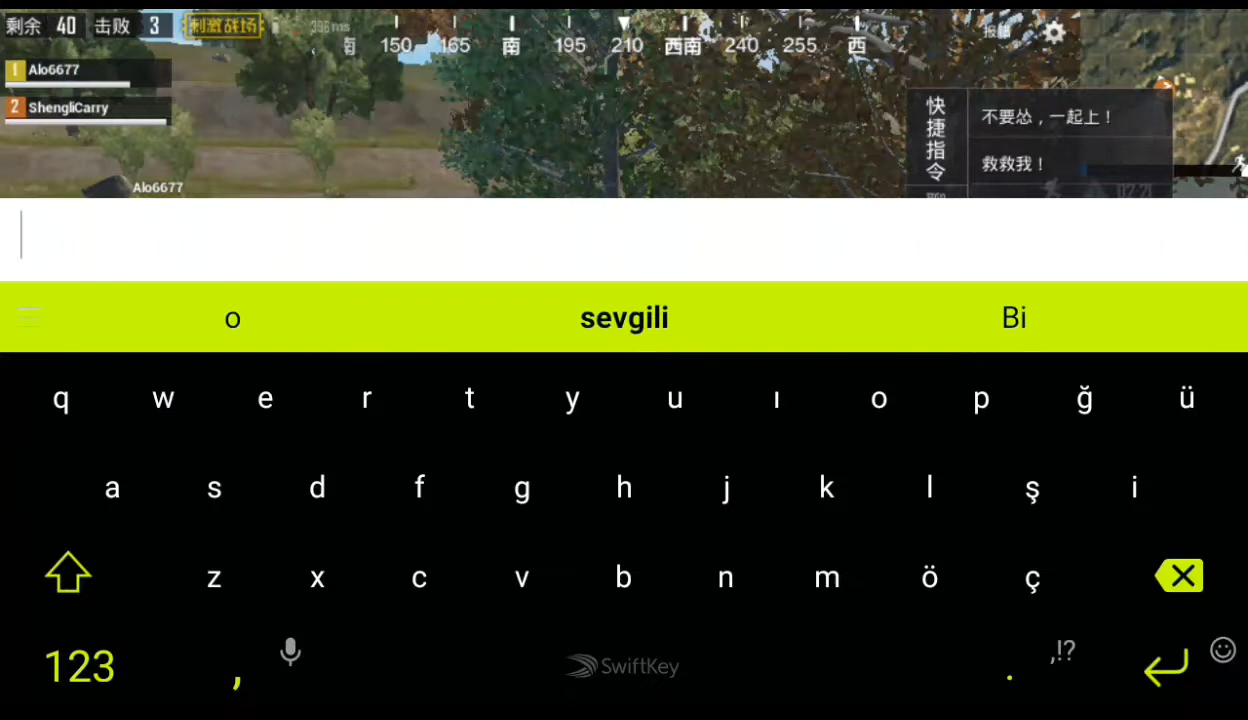 剩余 40 击败 3 刺激战场
150 165 南 195 210 西南 240 255 西
1 Alo6677
2 ShengliCarry
Alo6677
快捷指令
不要怂，一起上！
救救我！
o sevgili Bi
q w e r t y u ı o p ğ ü
a s d f g h j k l ş i
z x c v b n m ö ç
123 , SwiftKey . ,!?